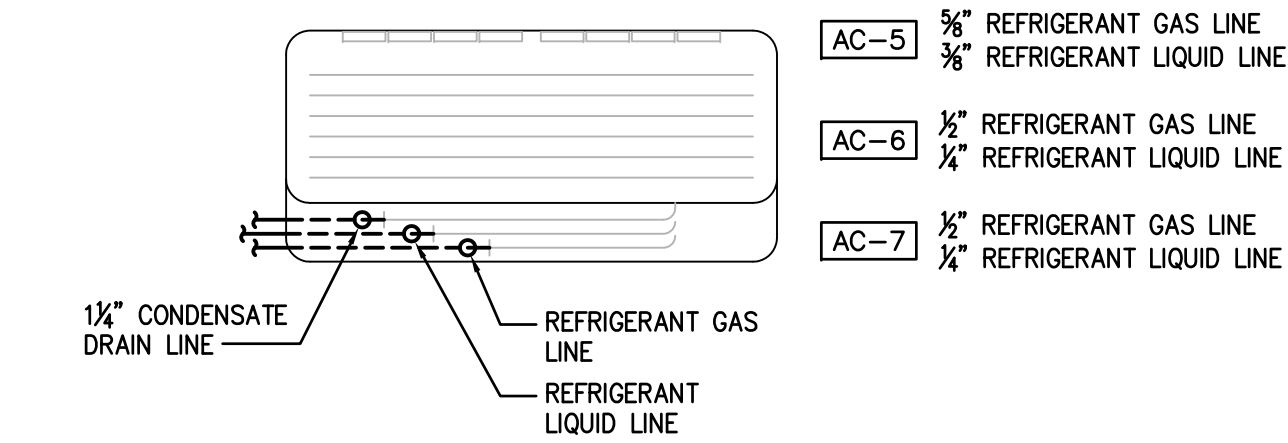 AC-5
⅝" REFRIGERANT GAS LINE
⅜" REFRIGERANT LIQUID LINE
AC-6
½" REFRIGERANT GAS LINE
¼" REFRIGERANT LIQUID LINE
AC-7
½" REFRIGERANT GAS LINE
¼" REFRIGERANT LIQUID LINE
1¼" CONDENSATE
DRAIN LINE
REFRIGERANT GAS
LINE
REFRIGERANT
LIQUID LINE